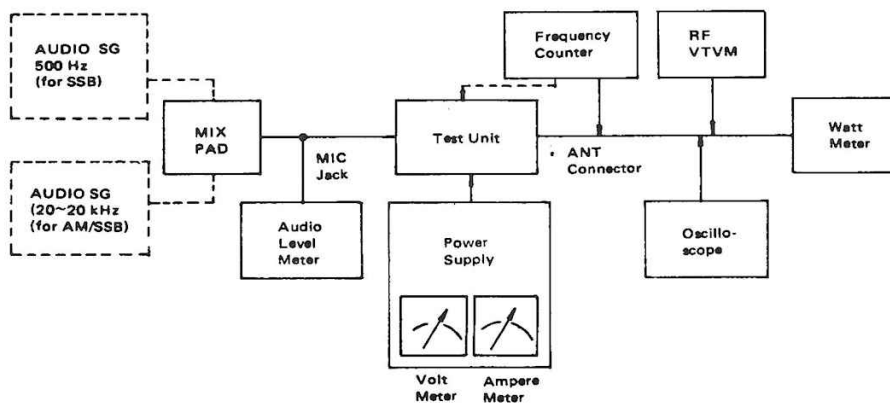 AUDIO SG
500 Hz
(for SSB)
AUDIO SG
(20~20 kHz
(for AM/SSB)
MIX
PAD
MIC
Jack
Audio
Level
Meter
Test Unit
Frequency
Counter
RF
VTVM
ANT
Connector
Watt
Meter
Oscillo-
scope
Power
Supply
Volt
Meter
Ampere
Meter